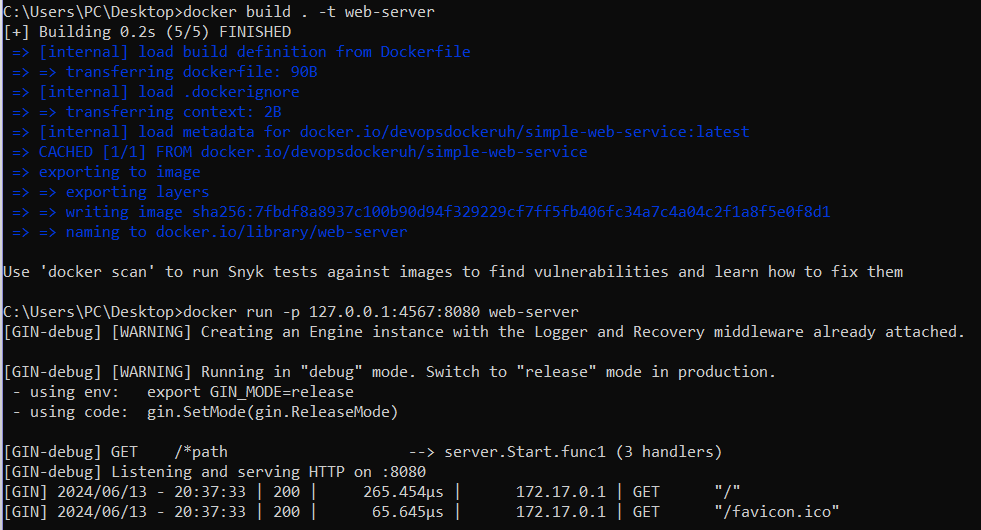 C:\Users\PC\Desktop>docker build . -t web-server
[+] Building 0.2s (5/5) FINISHED
=> [internal] load build definition from Dockerfile
=> => transferring dockerfile: 90B
=> [internal] load .dockerignore
=> => transferring context: 2B
=> [internal] load metadata for docker.io/devopsdockeruh/simple-web-service:latest
=> CACHED [1/1] FROM docker.io/devopsdockeruh/simple-web-service
=> exporting to image
=> => exporting layers
=> => writing image sha256:7fbdf8a8937c100b90d94f329229cf7ff5fb406fc34a7c4a04c2f1a8f5e0f8d1
=> => naming to docker.io/library/web-server
Use 'docker scan' to run Snyk tests against images to find vulnerabilities and learn how to fix them
C:\Users\PC\Desktop>docker run -p 127.0.0.1:4567:8080 web-server
[GIN-debug] [WARNING] Creating an Engine instance with the Logger and Recovery middleware already attached.
[GIN-debug] [WARNING] Running in "debug" mode. Switch to "release" mode in production.
- using env:   export GIN_MODE=release
- using code:  gin.SetMode(gin.ReleaseMode)
[GIN-debug] GET    /*path                    --> server.Start.func1 (3 handlers)
[GIN-debug] Listening and serving HTTP on :8080
[GIN] 2024/06/13 - 20:37:33 | 200 |     265.454µs |      172.17.0.1 | GET      "/"
[GIN] 2024/06/13 - 20:37:33 | 200 |      65.645µs |      172.17.0.1 | GET      "/favicon.ico"